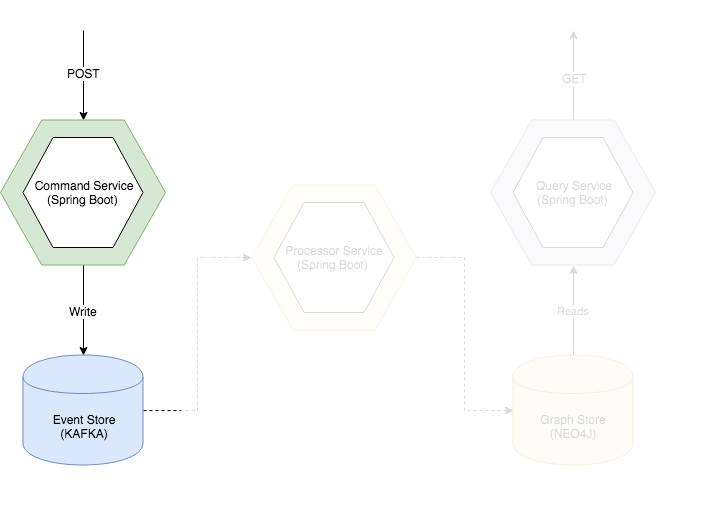 POST
Command Service
(Spring Boot)
Write
Event Store
(KAFKA)
Processor Service
(Spring Boot)
GET
Query Service
(Spring Boot)
Reads
Graph Store
(NEO4J)